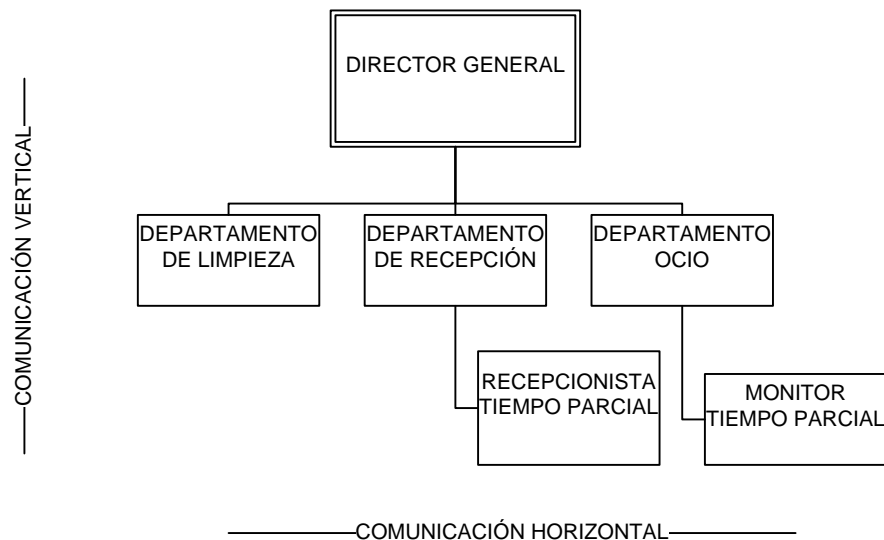 DIRECTOR GENERAL
COMUNICACIÓN VERTICAL
DEPARTAMENTO
DE LIMPIEZA
DEPARTAMENTO
DE RECEPCIÓN
DEPARTAMENTO
OCIO
RECEPCIONISTA
TIEMPO PARCIAL
MONITOR
TIEMPO PARCIAL
COMUNICACIÓN HORIZONTAL